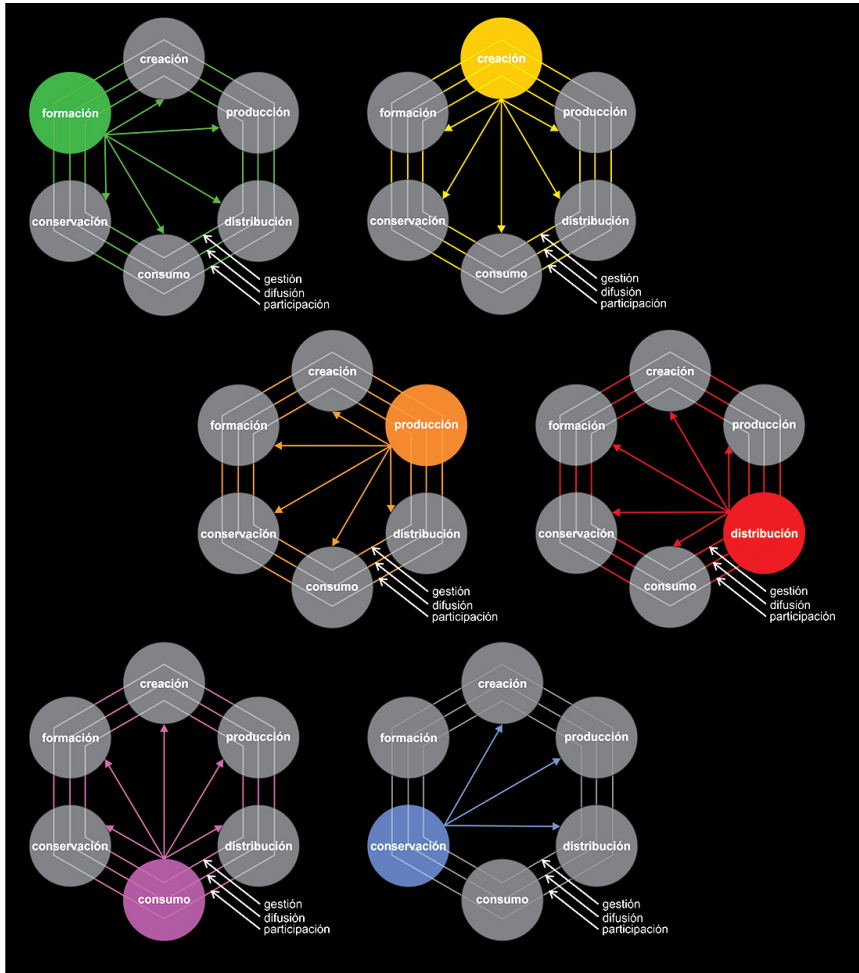 creación
formación
producción
conservación
distribución
consumo
gestión
difusión
participación
creación
formación
producción
conservación
distribución
consumo
gestión
difusión
participación
creación
formación
producción
conservación
distribución
consumo
gestión
difusión
participación
creación
formación
producción
conservación
distribución
consumo
gestión
difusión
participación
creación
formación
producción
conservación
distribución
consumo
gestión
difusión
participación
creación
formación
producción
conservación
distribución
consumo
gestión
difusión
participación